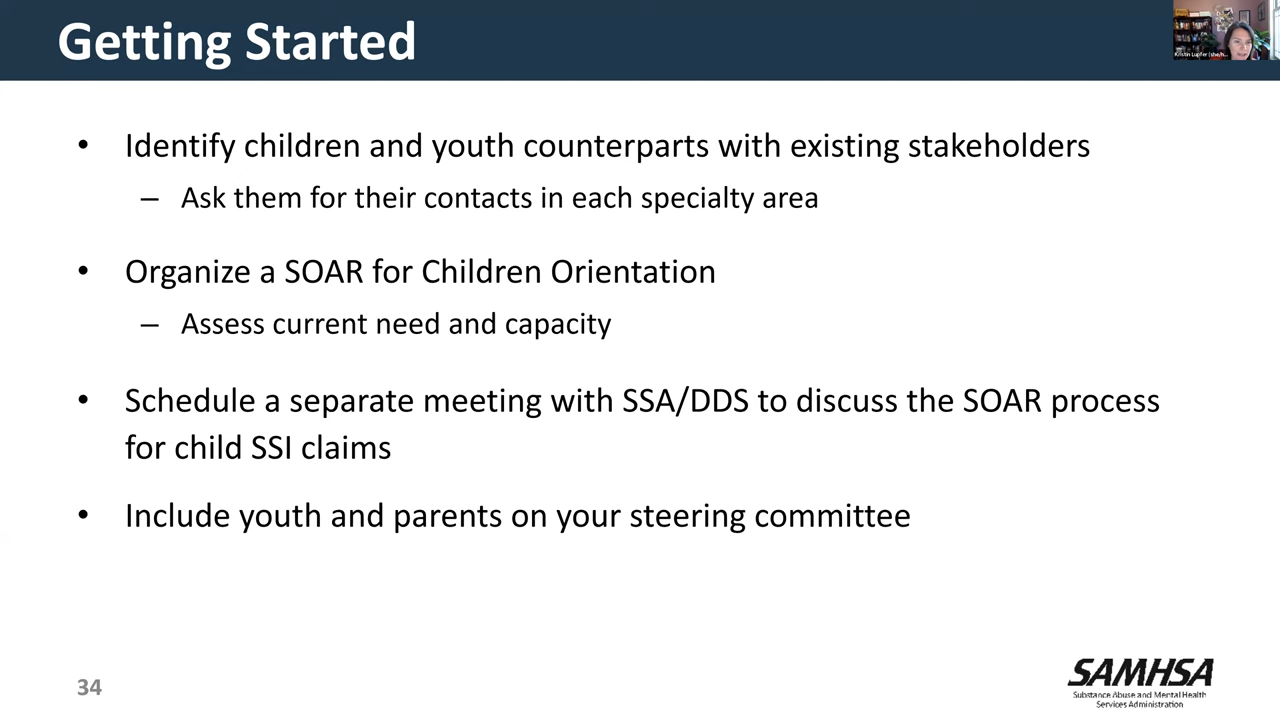 Getting Started
Kristin Lupfer (she/h...
• Identify children and youth counterparts with existing stakeholders
– Ask them for their contacts in each specialty area
• Organize a SOAR for Children Orientation
– Assess current need and capacity
• Schedule a separate meeting with SSA/DDS to discuss the SOAR process
for child SSI claims
• Include youth and parents on your steering committee
34
SAMHSA
Substance Abuse and Mental Health
Services Administration